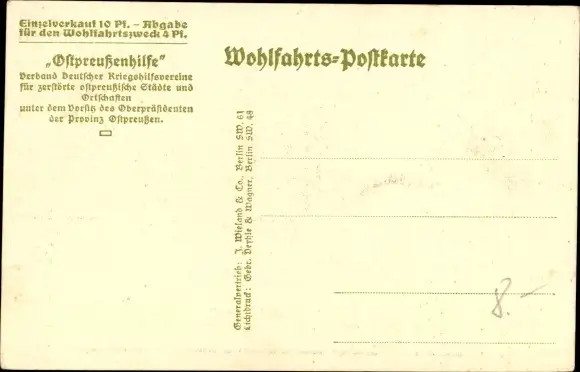 Einzelverkauf 10 Pf. – Abgabe
für den Wohlfahrtszweck 4 Pf.
„Ostpreußenhilfe"
Verband Deutscher Kriegshilfsvereine
für zerstörte ostpreußische Städte und
Ortschaften
unter dem Vorsitz des Oberpräsidenten
der Provinz Ostpreußen.
Wohlfahrts-Postkarte
Generalvertrieb: J. Wieland & Co., Berlin SW. 61
Lichtdruck: Gebr. Deyhle & Wagner, Berlin SW. 48
8.-